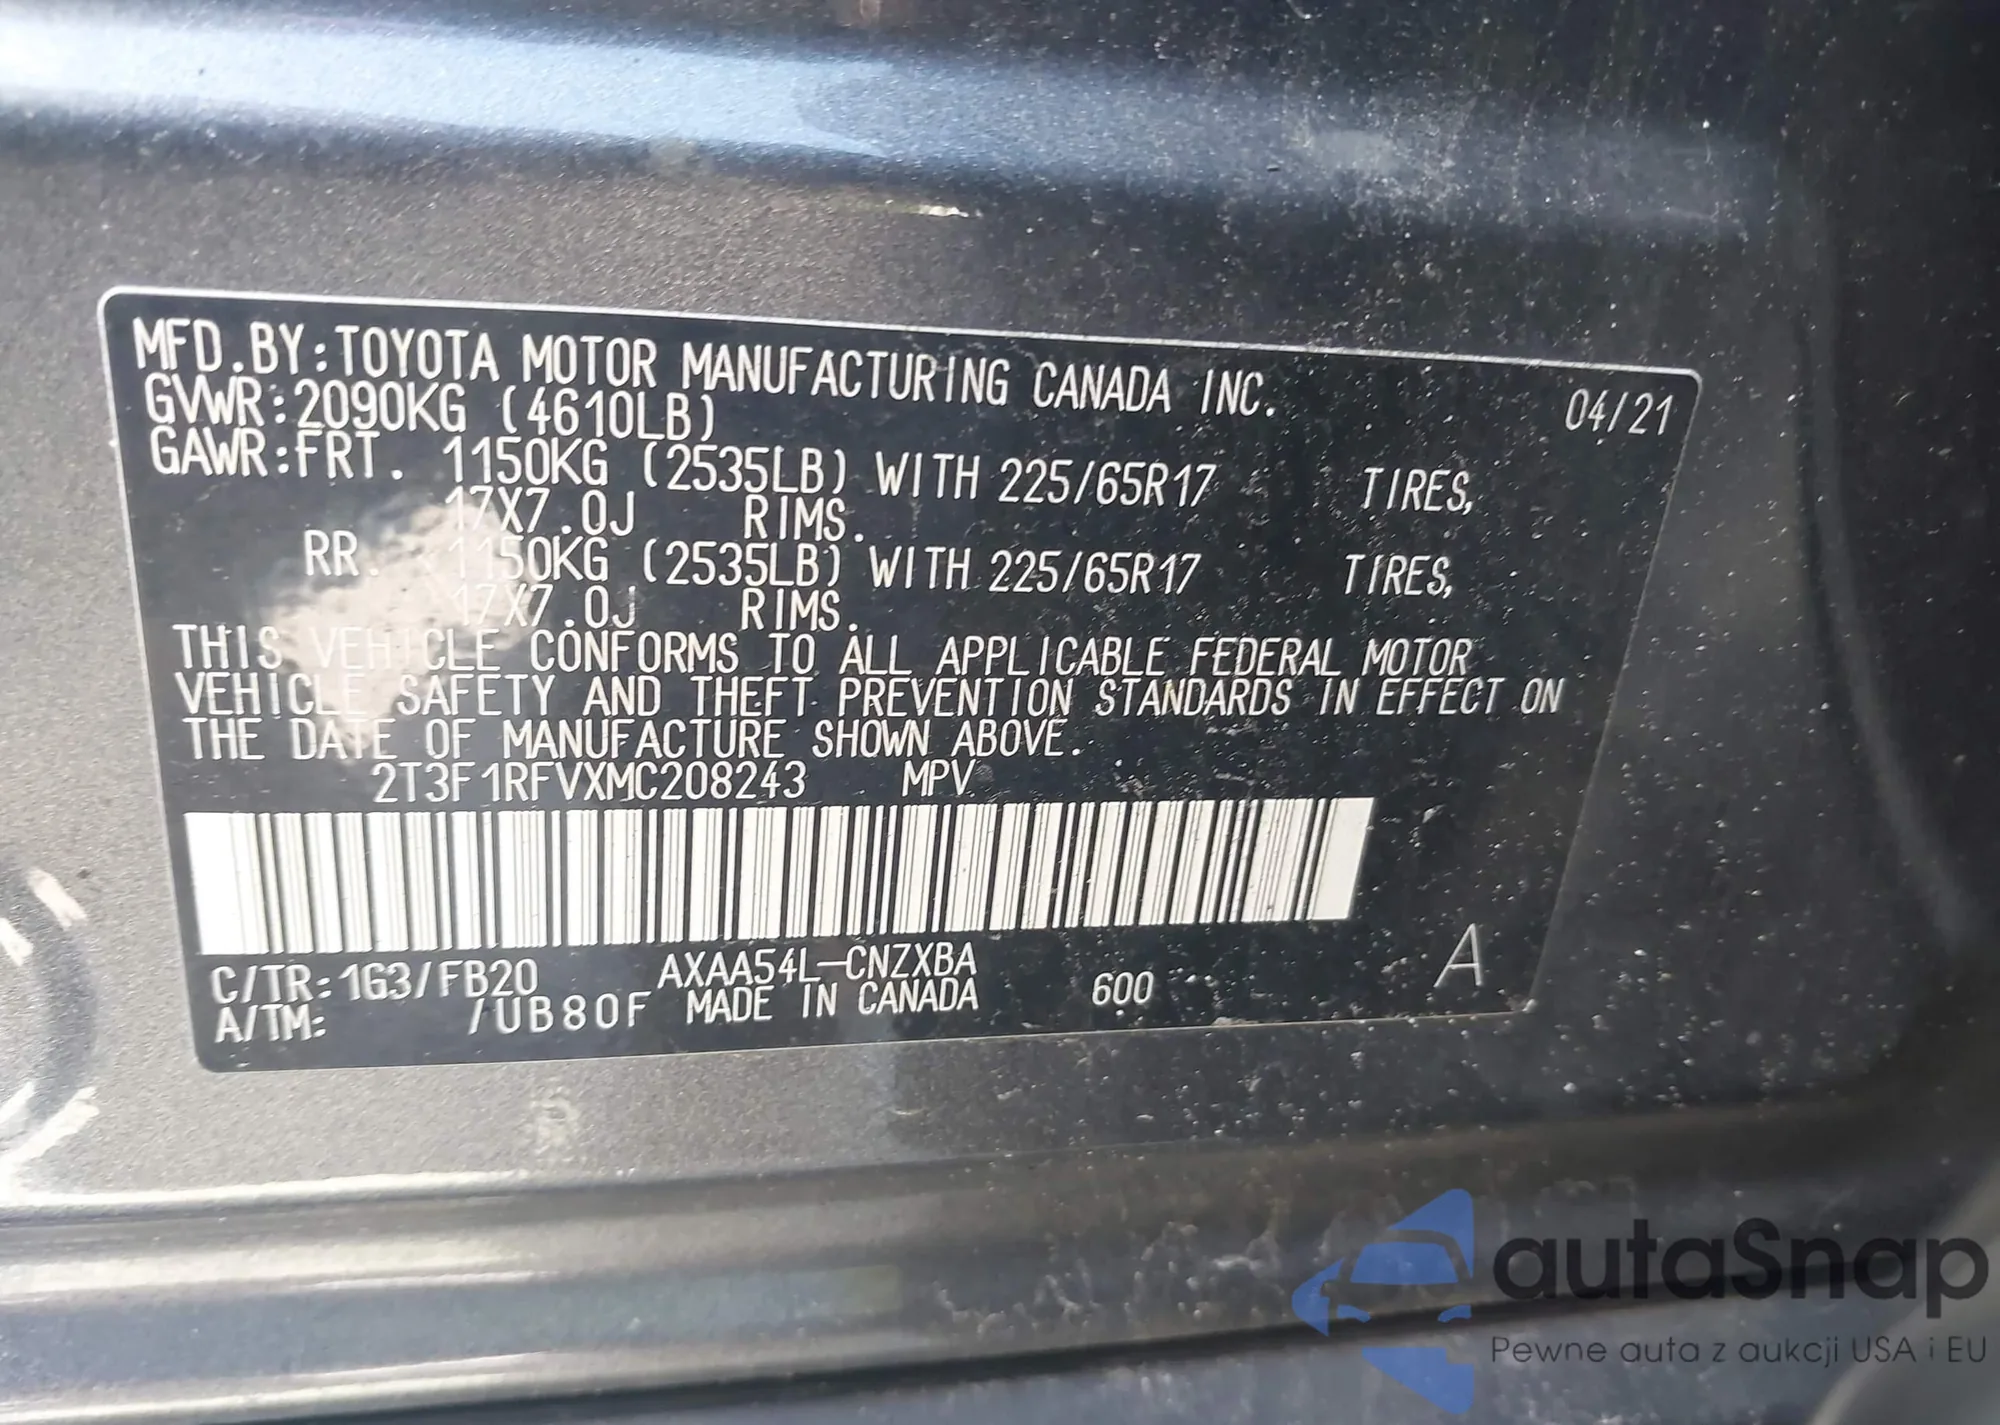 MFD.BY:TOYOTA MOTOR MANUFACTURING CANADA INC. 04/21
GVWR:2090KG (4610LB)
GAWR:FRT. 1150KG (2535LB) WITH 225/65R17 TIRES,
17X7.0J RIMS.
RR. 1150KG (2535LB) WITH 225/65R17 TIRES,
17X7.0J RIMS.
THIS VEHICLE CONFORMS TO ALL APPLICABLE FEDERAL MOTOR
VEHICLE SAFETY AND THEFT PREVENTION STANDARDS IN EFFECT ON
THE DATE OF MANUFACTURE SHOWN ABOVE.
2T3F1RFVXMC208243 MPV
C/TR:1G3/FB20 AXAA54L-CNZXBA
A/TM: /UB80F MADE IN CANADA 600 A
autaSnap
Pewne auta z aukcji USA i EU